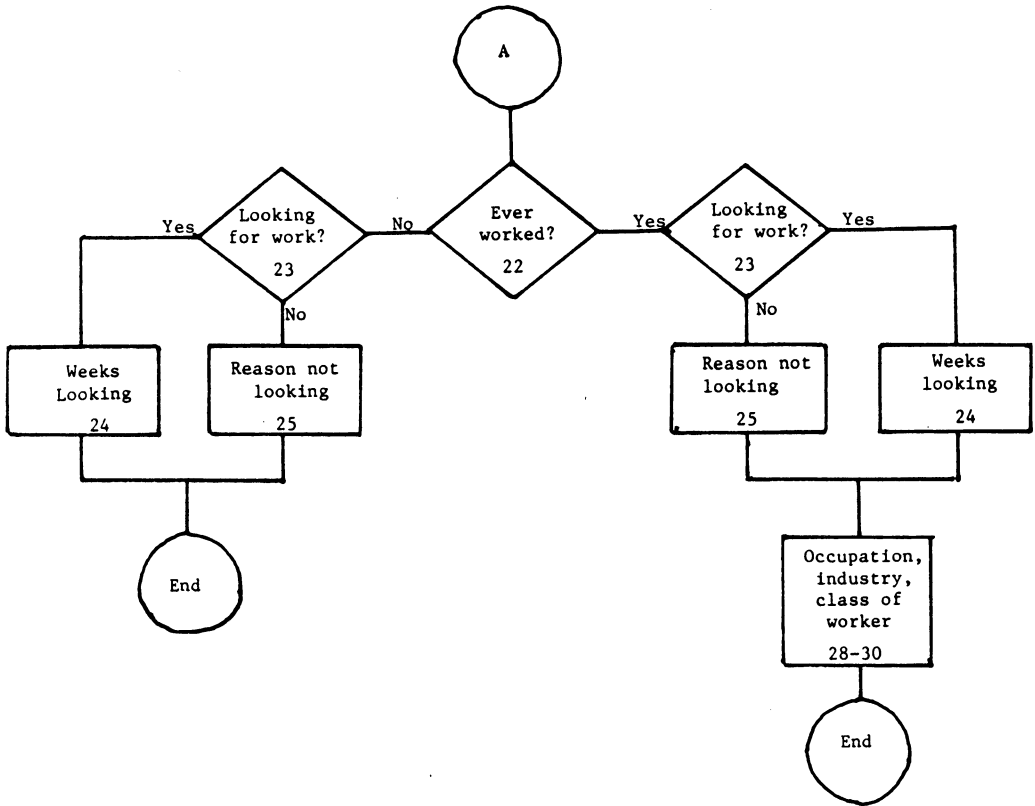 A
Ever
worked?
22
No
Yes
Looking
for work?
23
Yes
No
Looking
for work?
23
Yes
No
Weeks
Looking
24
Reason not
looking
25
Reason not
looking
25
Weeks
looking
24
End
Occupation,
industry,
class of
worker
28-30
End